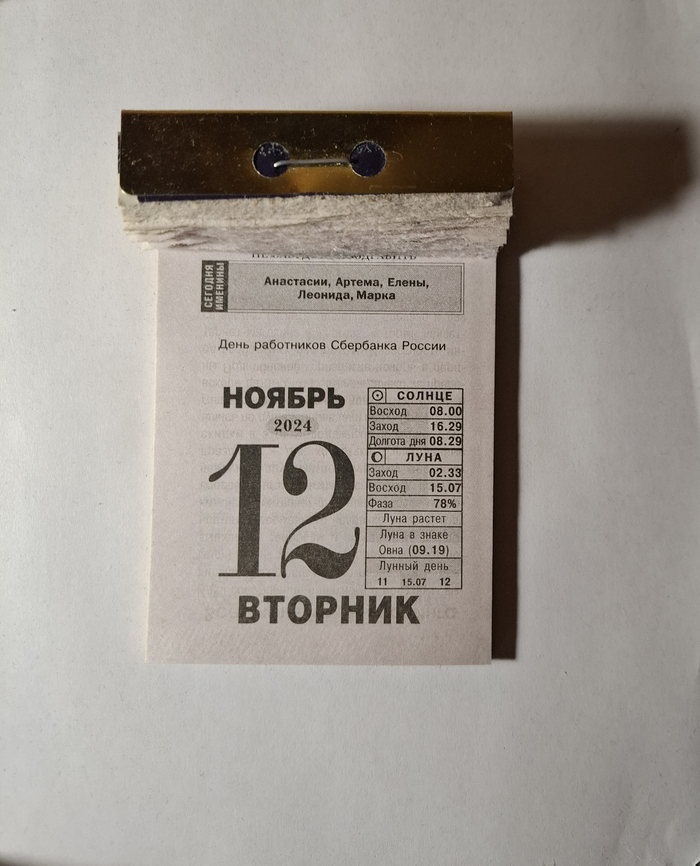 СЕГОДНЯ ИМЕНИНЫ
Анастасии, Артема, Елены,
Леонида, Марка
День работников Сбербанка России
НОЯБРЬ
2024
12
ВТОРНИК
СОЛНЦЕ
Восход 08.00
Заход 16.29
Долгота дня 08.29
ЛУНА
Заход 02.33
Восход 15.07
Фаза 78%
Луна растет
Луна в знаке
Овна (09.19)
Лунный день
11 15.07 12